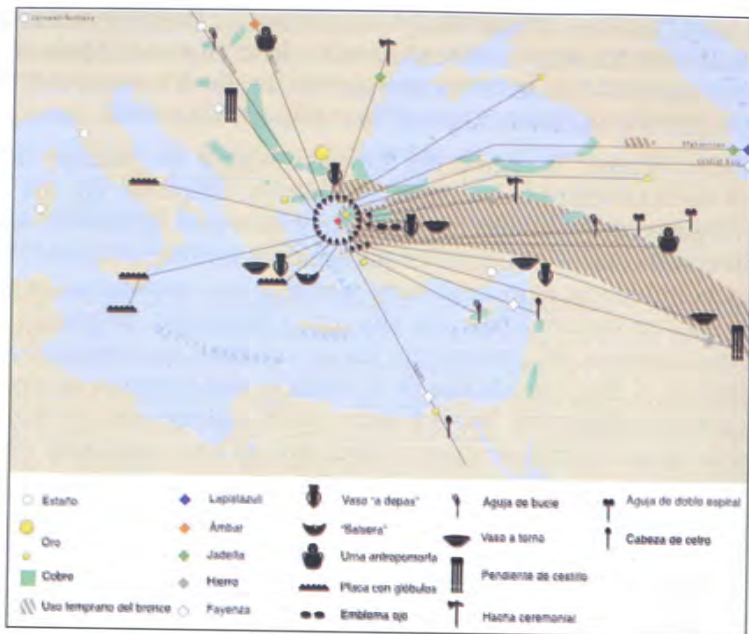 Estaño
Oro
Cobre
Uso temprano del bronce
Lapislázuli
Ámbar
Jadeíta
Hierro
Fayenza
Vaso "a depas"
"Salsera"
Urna antropomorfa
Placa con glóbulos
Emblema ojo
Aguja de bucle
Vaso a torno
Pendiente de cestillo
Hacha ceremonial
Aguja de doble espiral
Cabeza de cetro